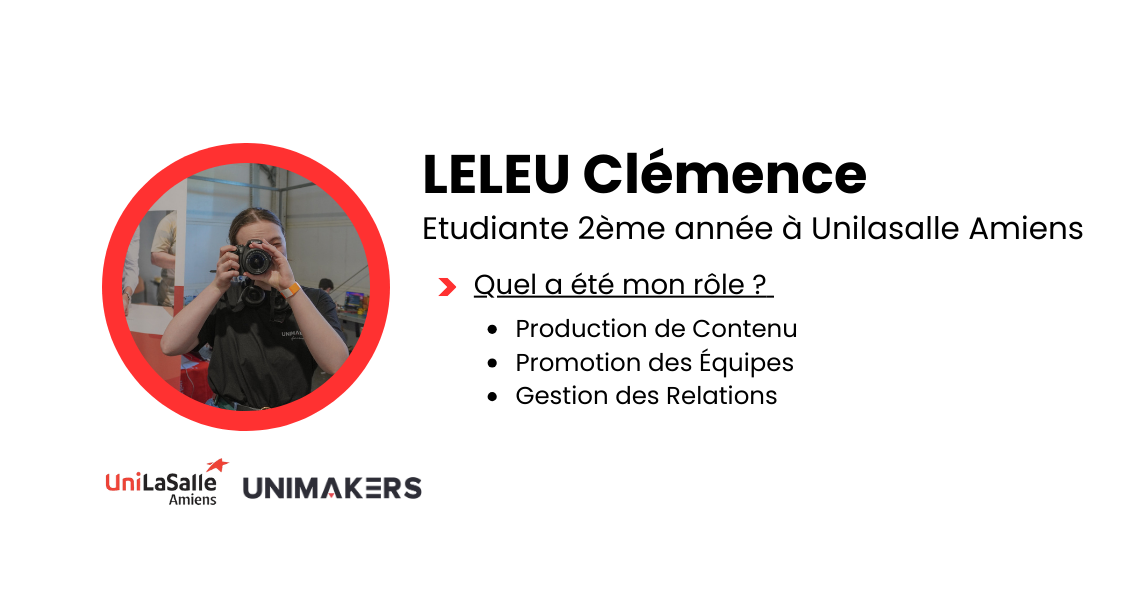 LELEU Clémence
Etudiante 2ème année à Unilasalle Amiens
Quel a été mon rôle ?
• Production de Contenu
• Promotion des Équipes
• Gestion des Relations
UniLaSalle
Amiens
UNIMAKERS